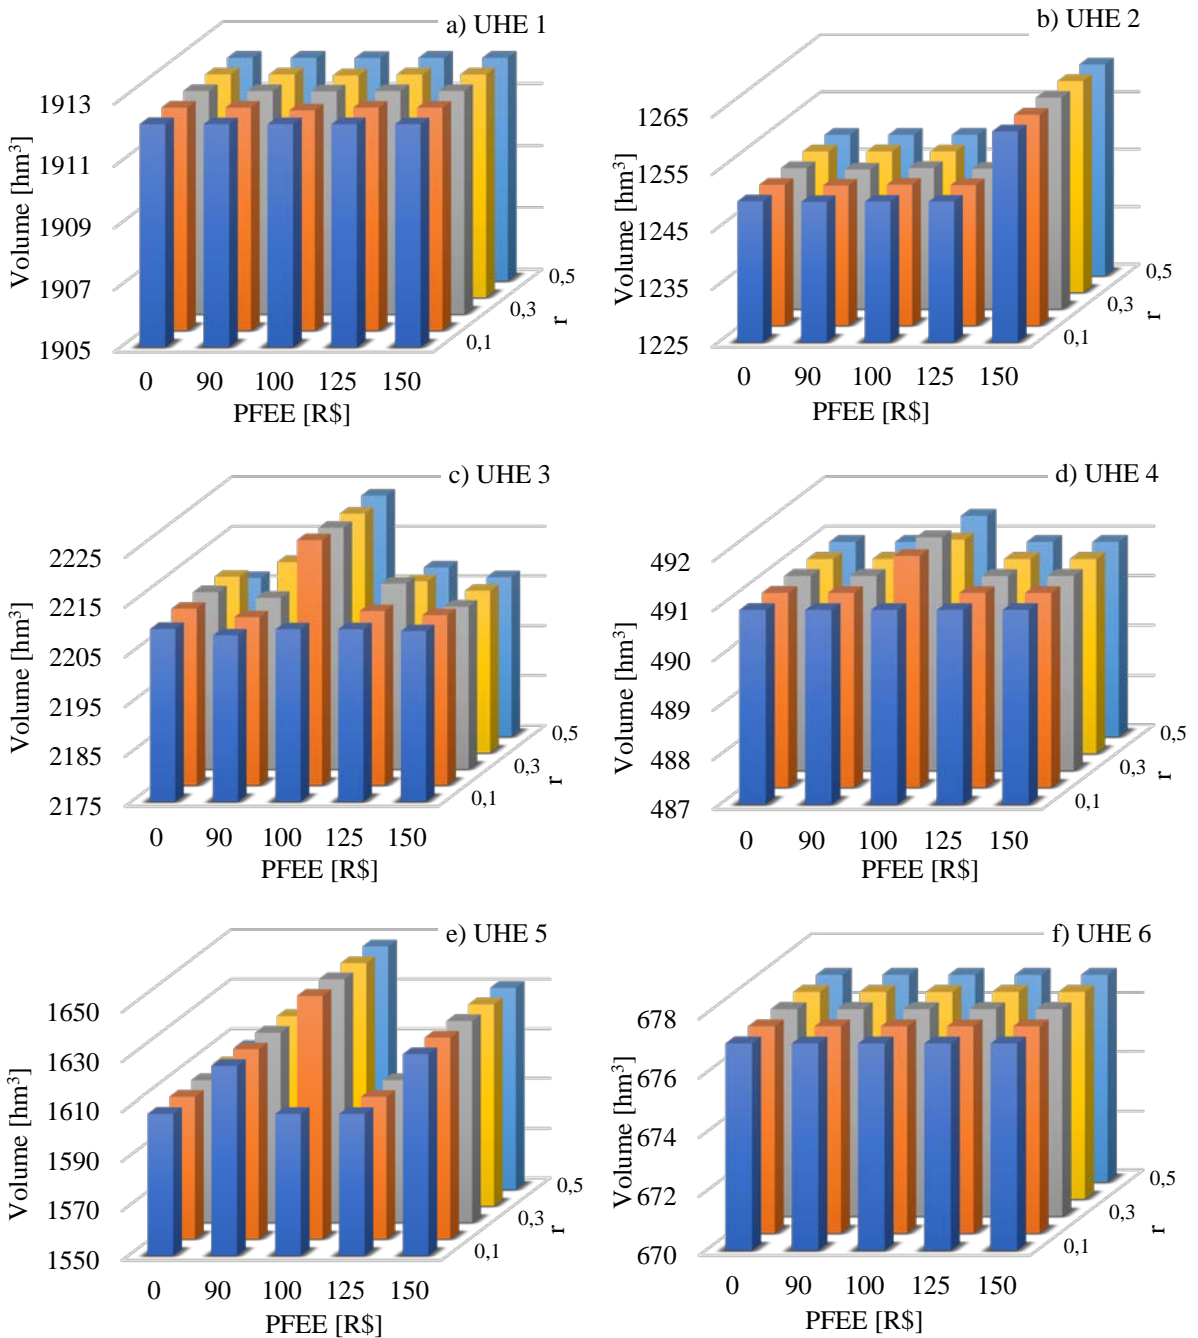 a) UHE 1
1913
1911
1909
1907
1905
Volume [hm³]
0 90 100 125 150
PFEE [R$]
0,1
0,3
0,5
r
b) UHE 2
1265
1255
1245
1235
1225
Volume [hm³]
0 90 100 125 150
PFEE [R$]
0,1
0,3
0,5
r
c) UHE 3
2225
2215
2205
2195
2185
2175
Volume [hm³]
0 90 100 125 150
PFEE [R$]
0,1
0,3
0,5
r
d) UHE 4
492
491
490
489
488
487
Volume [hm³]
0 90 100 125 150
PFEE [R$]
0,1
0,3
0,5
r
e) UHE 5
1650
1630
1610
1590
1570
1550
Volume [hm³]
0 90 100 125 150
PFEE [R$]
0,1
0,3
0,5
r
f) UHE 6
678
676
674
672
670
Volume [hm³]
0 90 100 125 150
PFEE [R$]
0,1
0,3
0,5
r